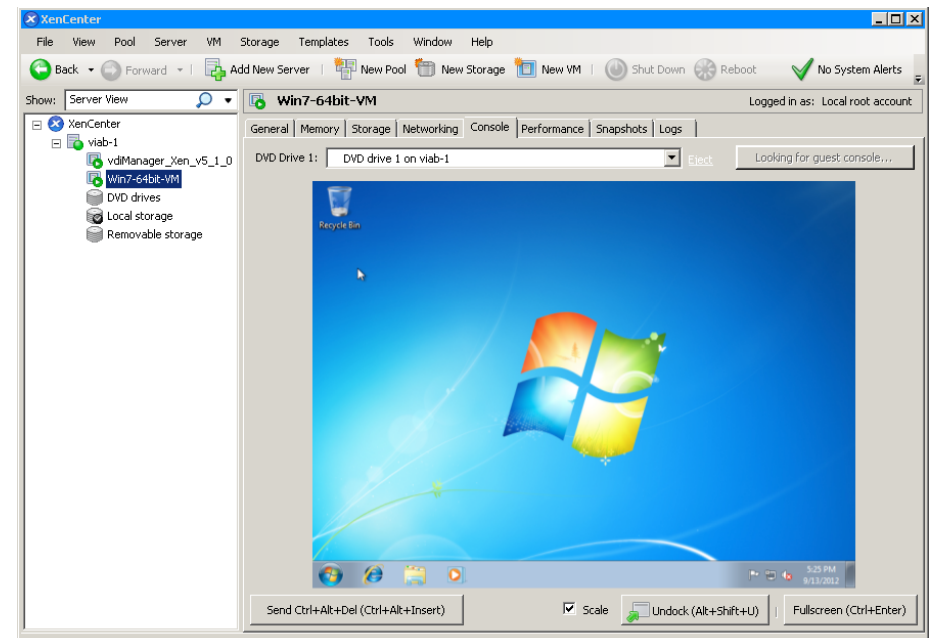 XenCenter
File View Pool Server VM Storage Templates Tools Window Help
Back Forward Add New Server New Pool New Storage New VM Shut Down Reboot No System Alerts
Show: Server View
Win7-64bit-VM Logged in as: Local root account
XenCenter
viab-1
vdiManager_Xen_v5_1_0
Win7-64bit-VM
DVD drives
Local storage
Removable storage
General Memory Storage Networking Console Performance Snapshots Logs
DVD Drive 1: DVD drive 1 on viab-1 Eject Looking for guest console...
Recycle Bin
5:25 PM
9/13/2012
Send Ctrl+Alt+Del (Ctrl+Alt+Insert) Scale Undock (Alt+Shift+U) Fullscreen (Ctrl+Enter)